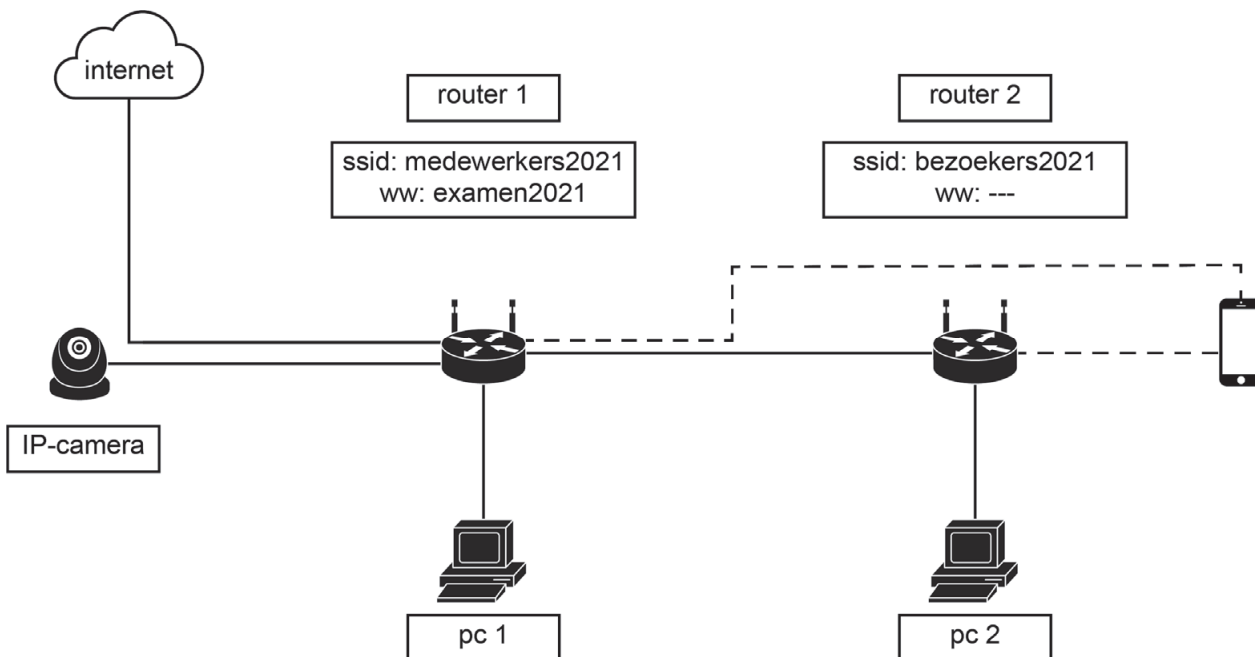 internet
router 1
router 2
ssid: medewerkers2021
ww: examen2021
ssid: bezoekers2021
ww: ---
IP-camera
pc 1
pc 2